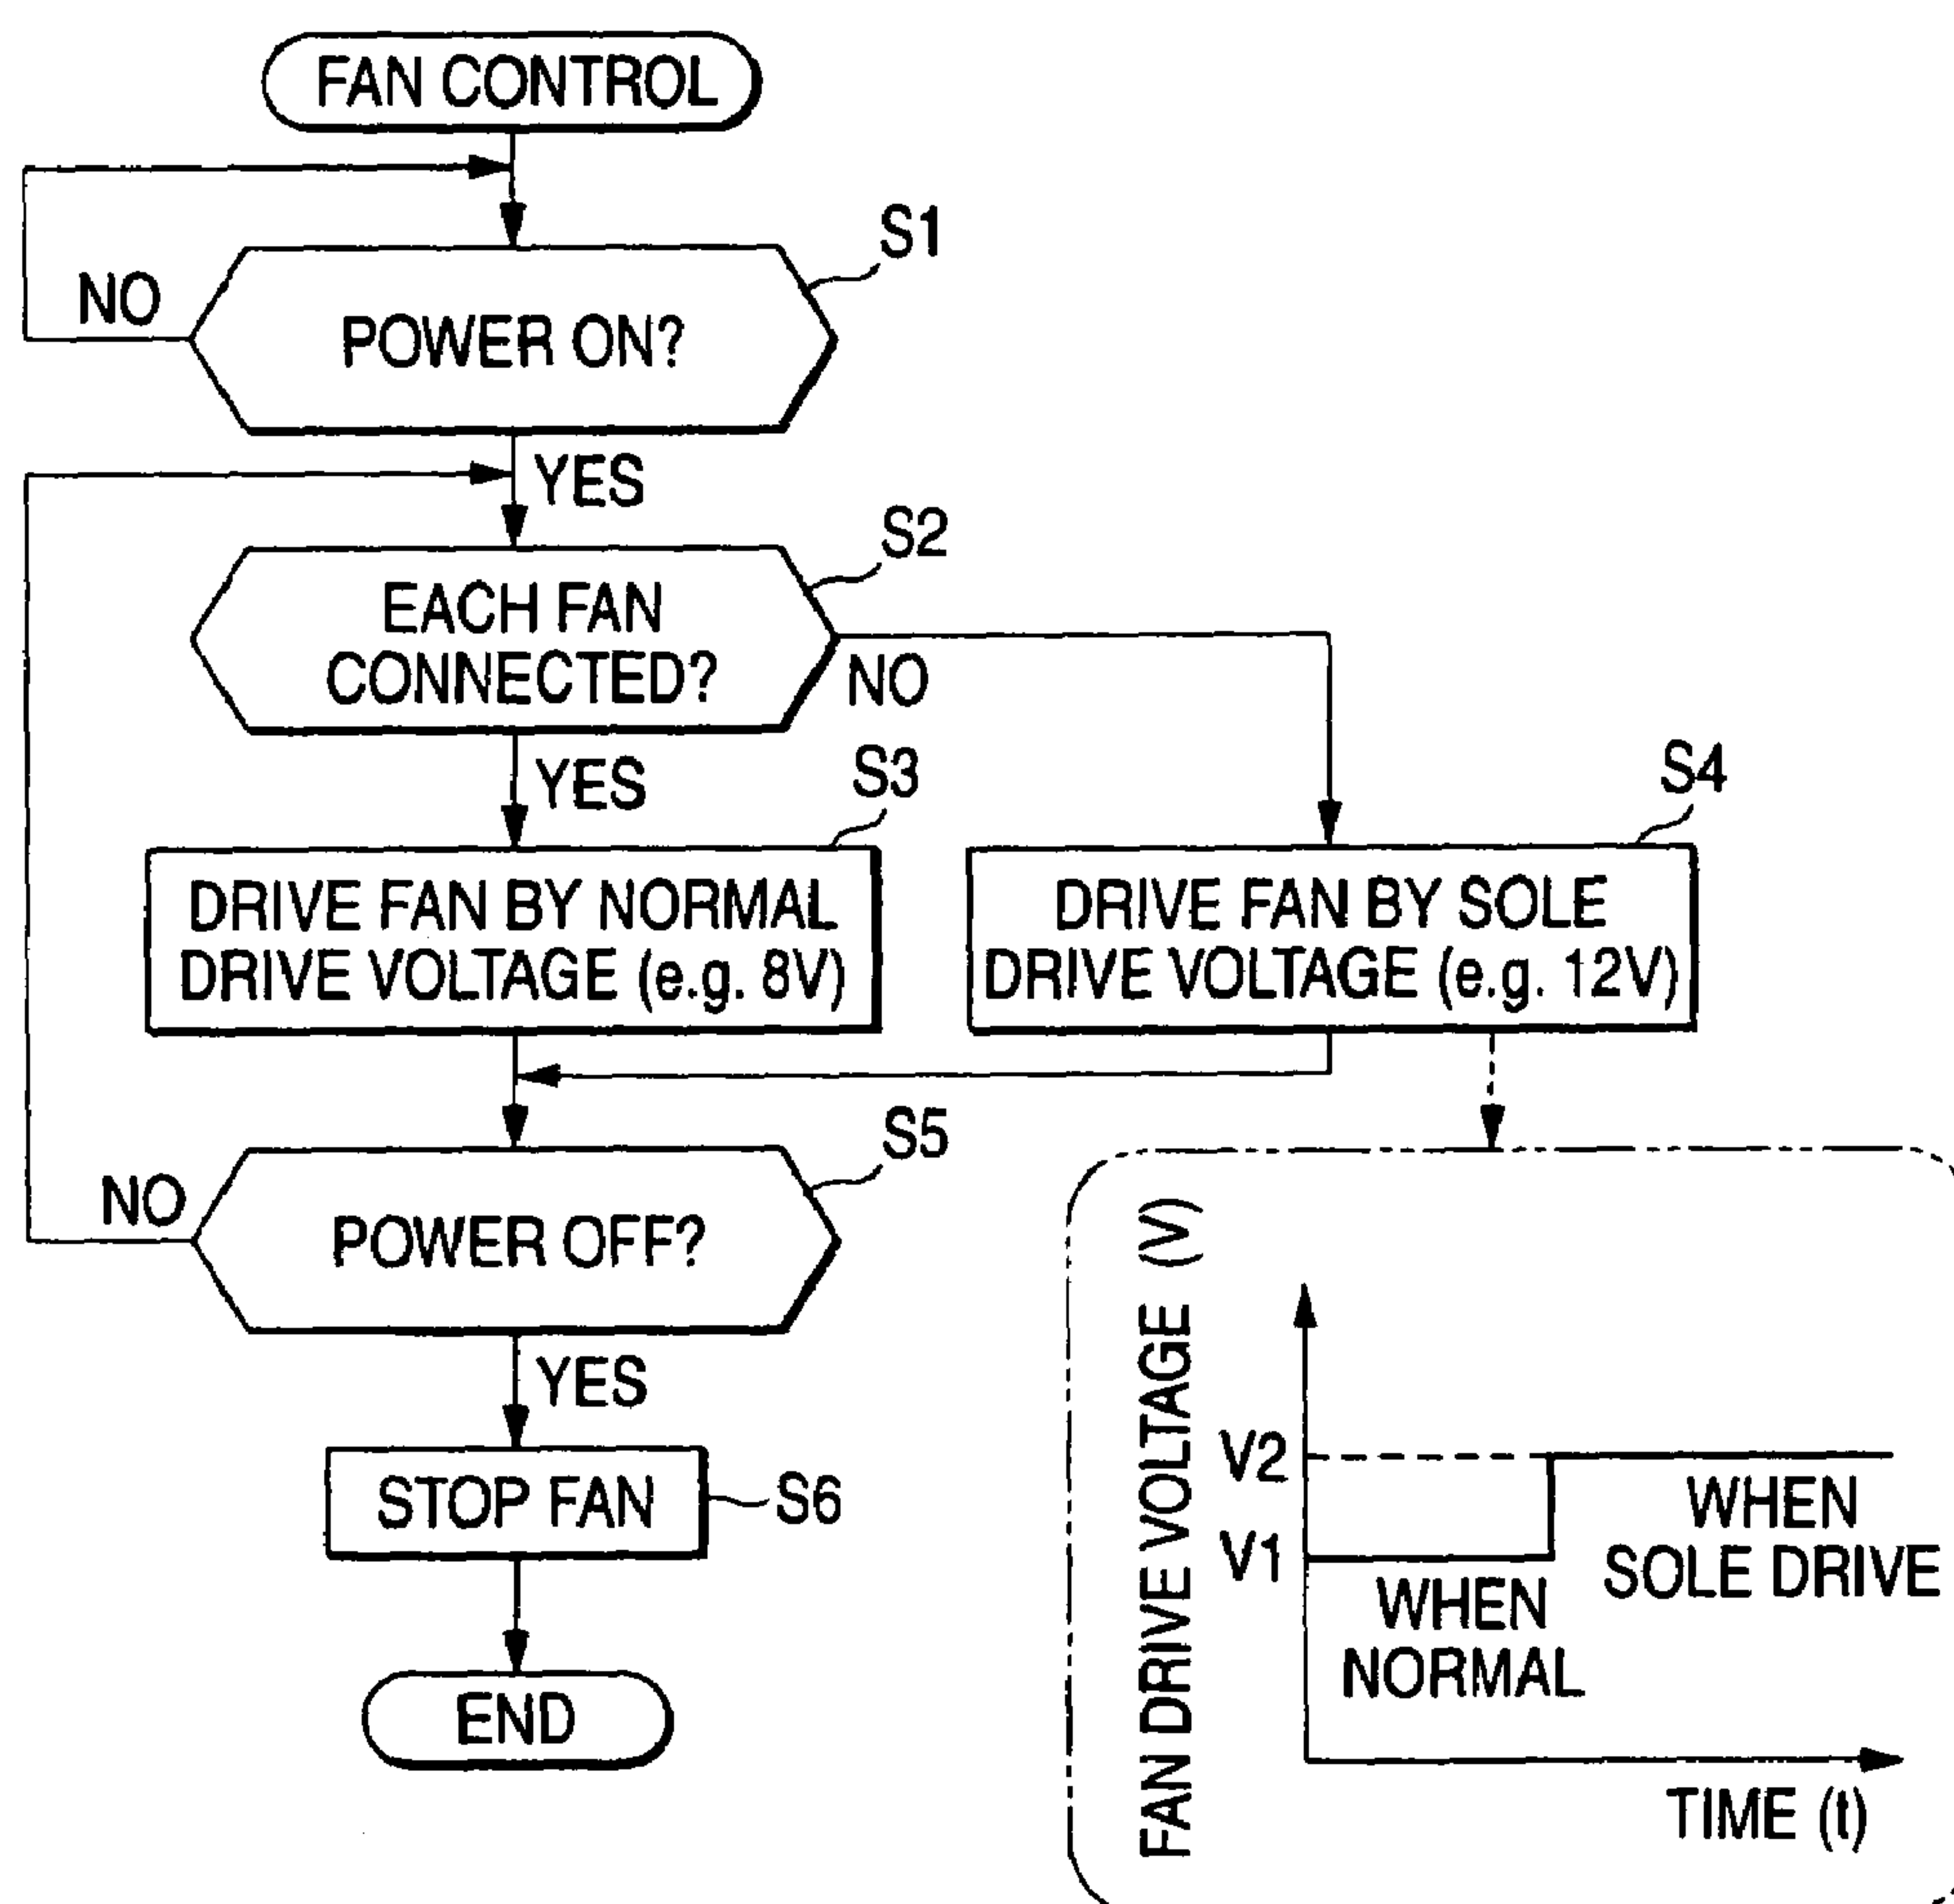 FAN CONTROL
S1
NO
POWER ON?
YES
S2
EACH FAN
CONNECTED?
NO
YES
S3
S4
DRIVE FAN BY NORMAL
DRIVE VOLTAGE (e.g. 8V)
DRIVE FAN BY SOLE
DRIVE VOLTAGE (e.g. 12V)
S5
NO
POWER OFF?
YES
STOP FAN
S6
END
FAN DRIVE VOLTAGE (V)
V2
V1
WHEN
SOLE DRIVE
WHEN
NORMAL
TIME (t)